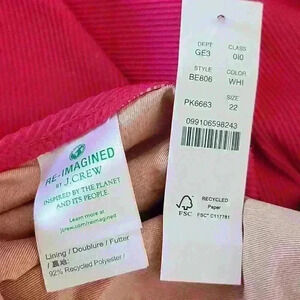 RE-IMAGINED
BY J.CREW
INSPIRED BY THE PLANET
AND ITS PEOPLE
Learn more at
jcrew.com/reimagined
Lining / Doublure / Futter
/ 裏地:
92% Recycled Polyester /
DEPT CLASS
GE3 010
STYLE COLOR
BE806 WHI
SIZE
PK6663 22
099106598243
FSC
RECYCLED
Paper
FSC® C117781